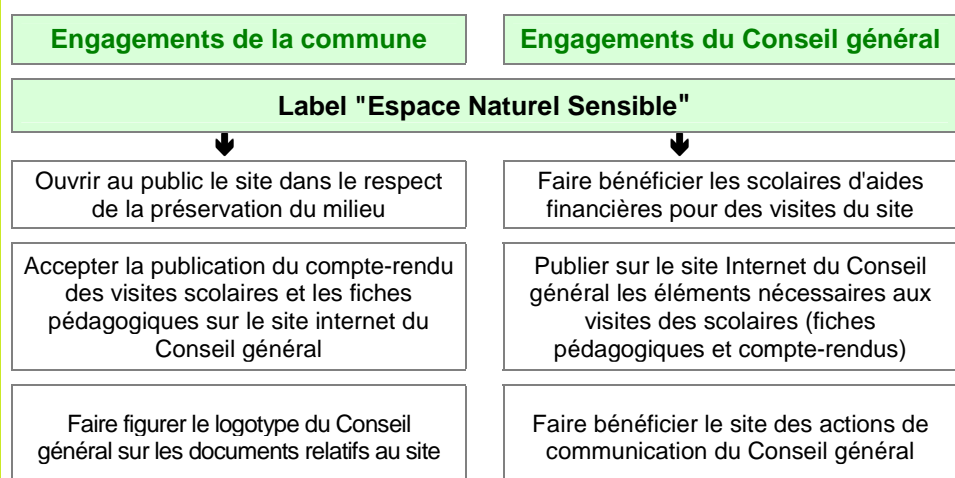 Engagements de la commune
Engagements du Conseil général
Label "Espace Naturel Sensible"
Ouvrir au public le site dans le respect
de la préservation du milieu
Faire bénéficier les scolaires d'aides
financières pour des visites du site
Accepter la publication du compte-rendu
des visites scolaires et les fiches
pédagogiques sur le site internet du
Conseil général
Publier sur le site Internet du Conseil
général les éléments nécessaires aux
visites des scolaires (fiches
pédagogiques et compte-rendus)
Faire figurer le logotype du Conseil
général sur les documents relatifs au site
Faire bénéficier le site des actions de
communication du Conseil général